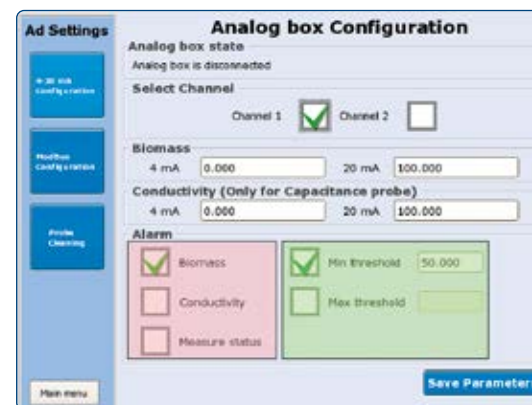 Ad Settings
Analog box Configuration
Analog box state
Analog box is disconnected
4-20 mA
Configuration
Select Channel
Channel 1
Channel 2
Biomass
4 mA 0.000 20 mA 100.000
Modbus
Configuration
Conductivity (Only for Capacitance probe)
4 mA 0.000 20 mA 100.000
Probe
Cleaning
Alarm
Biomass
Min threshold 50.000
Conductivity
Max threshold
Measure status
Main menu
Save Parameter